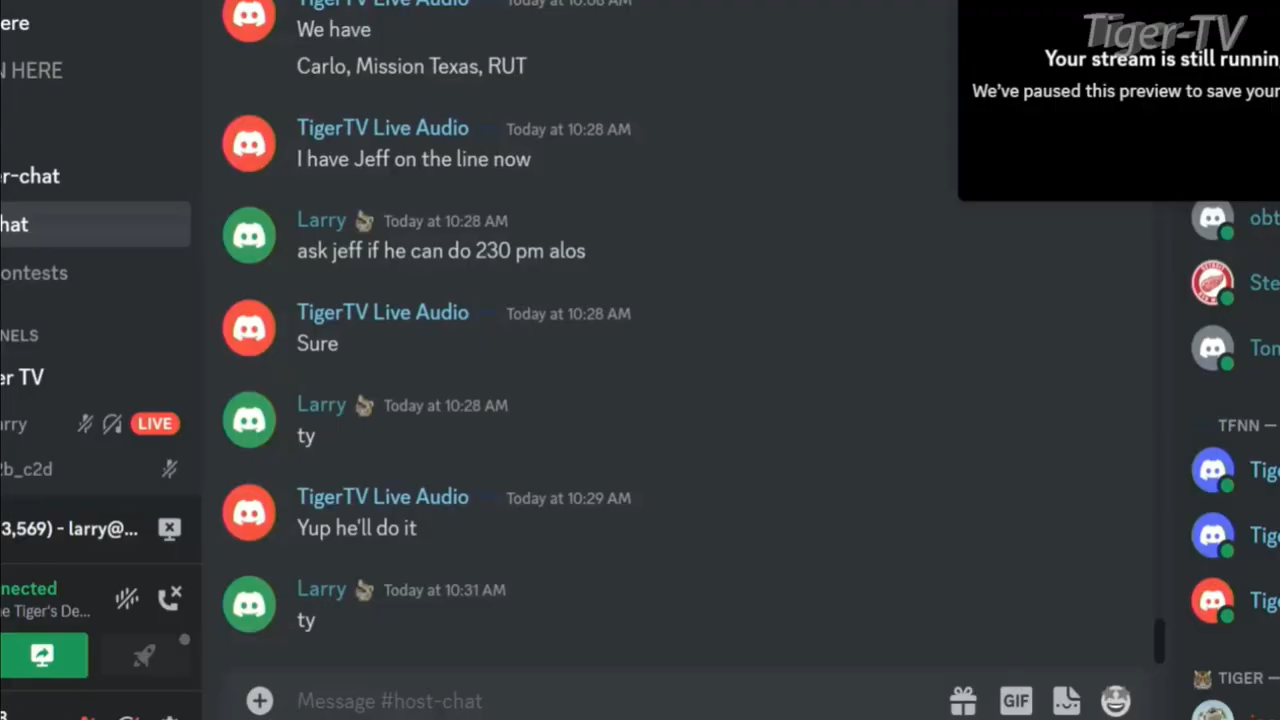 TigerTV Live Audio Today at 10:08 AM
We have
Carlo, Mission Texas, RUT
TigerTV Live Audio Today at 10:28 AM
I have Jeff on the line now
Larry Today at 10:28 AM
ask jeff if he can do 230 pm alos
TigerTV Live Audio Today at 10:28 AM
Sure
Larry Today at 10:28 AM
ty
TigerTV Live Audio Today at 10:29 AM
Yup he'll do it
Larry Today at 10:31 AM
ty
Message #host-chat
GIF
ere
N HERE
r-chat
hat
ontests
NELS
er TV
arry LIVE
2b_c2d
3,569) - larry@...
nected
e Tiger's De...
Tiger-TV
Your stream is still runnin
We've paused this preview to save your
obt
Ste
Tom
TFNN —
Tige
Tige
Tige
TIGER —